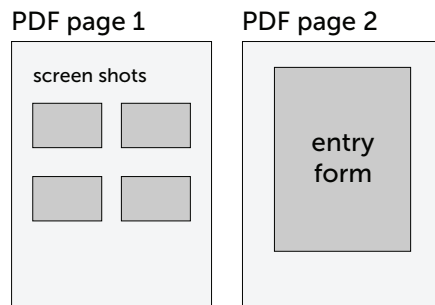 PDF page 1
screen shots
PDF page 2
entry
form